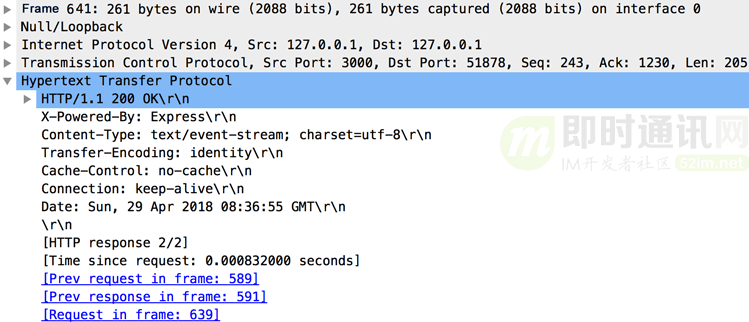 Frame 641: 261 bytes on wire (2088 bits), 261 bytes captured (2088 bits) on interface 0
Null/Loopback
Internet Protocol Version 4, Src: 127.0.0.1, Dst: 127.0.0.1
Transmission Control Protocol, Src Port: 3000, Dst Port: 51878, Seq: 243, Ack: 1230, Len: 205
Hypertext Transfer Protocol
HTTP/1.1 200 OK\r\n
X-Powered-By: Express\r\n
Content-Type: text/event-stream; charset=utf-8\r\n
Transfer-Encoding: identity\r\n
Cache-Control: no-cache\r\n
Connection: keep-alive\r\n
Date: Sun, 29 Apr 2018 08:36:55 GMT\r\n
\r\n
[HTTP response 2/2]
[Time since request: 0.000832000 seconds]
[Prev request in frame: 589]
[Prev response in frame: 591]
[Request in frame: 639]
即时通讯网
IM开发者社区 52im.net